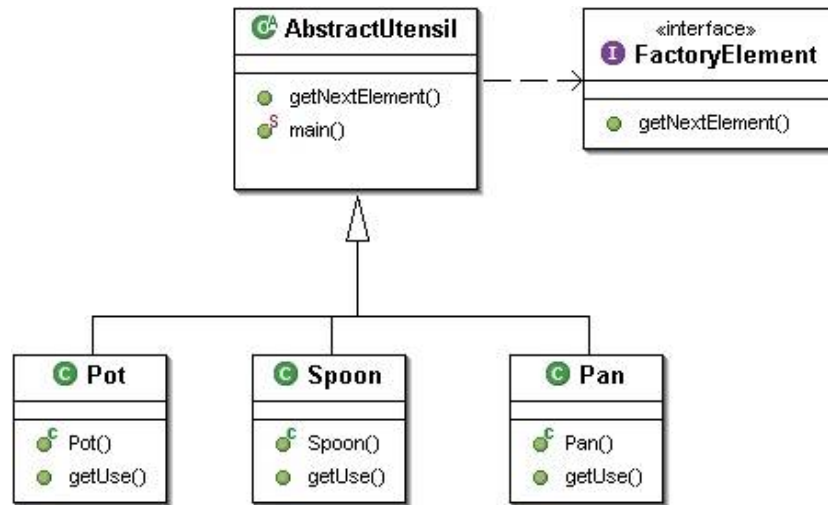 AbstractUtensil
getNextElement()
main()
«interface»
FactoryElement
getNextElement()
Pot
Pot()
getUse()
Spoon
Spoon()
getUse()
Pan
Pan()
getUse()